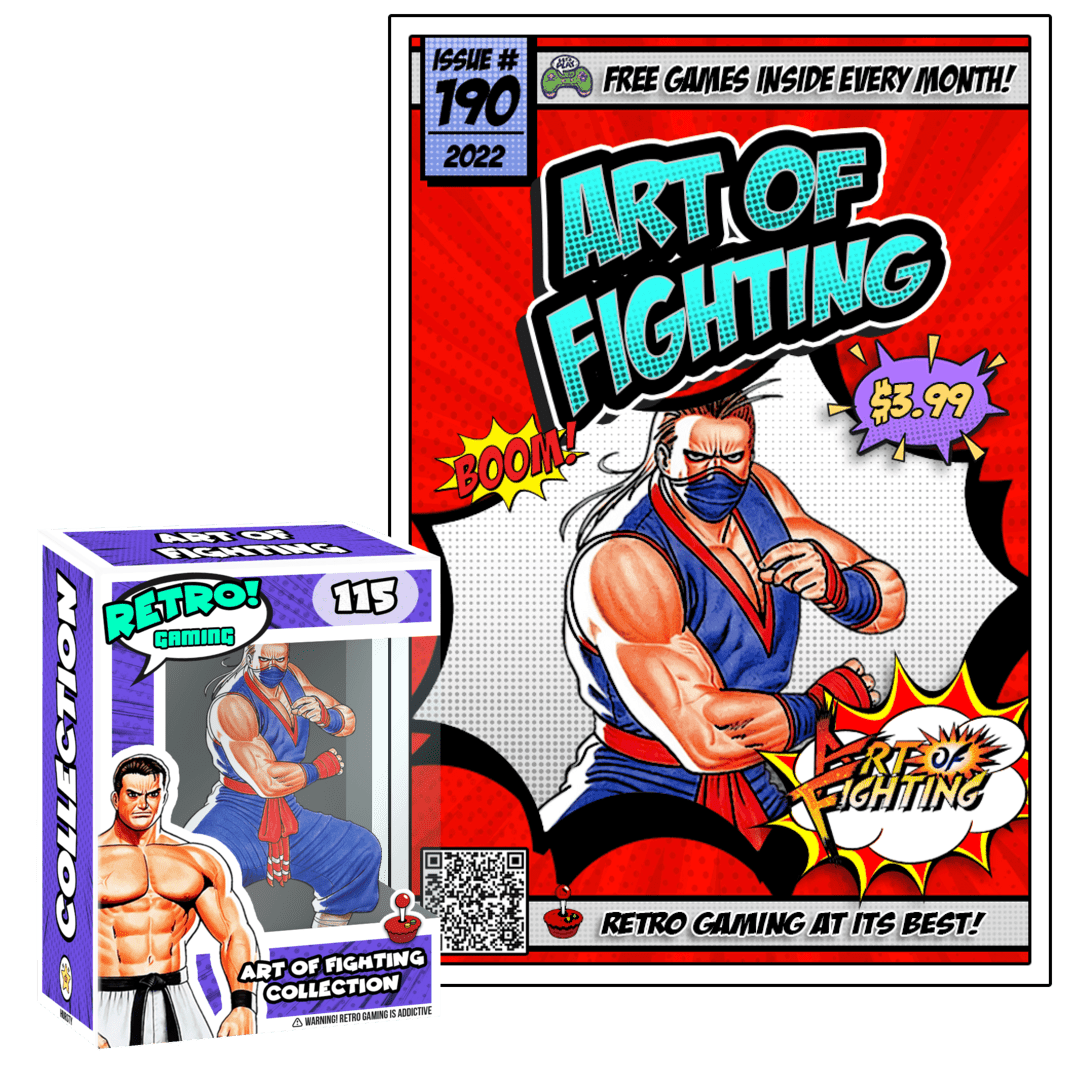 ISSUE #
190
2022
FREE GAMES INSIDE EVERY MONTH!
ART OF
FIGHTING
$3.99
BOOM!
ART OF
FIGHTING
RETRO GAMING AT ITS BEST!
ART OF
FIGHTING
COLLECTION
RETRO!
GAMING
115
ART OF FIGHTING
COLLECTION
WARNING! RETRO GAMING IS ADDICTIVE